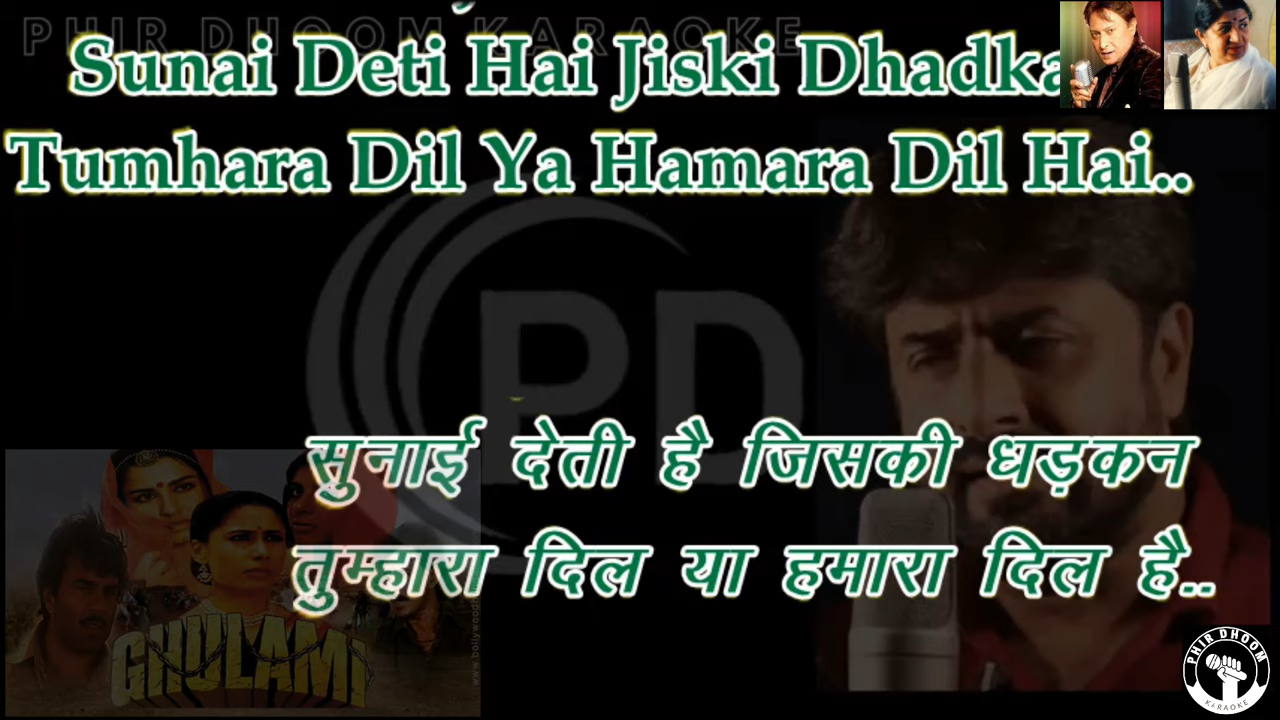 PHIR DHOOM KARAOKE
Sunai Deti Hai Jiski Dhadka
Tumhara Dil Ya Hamara Dil Hai..
PD
सुनाई देती है जिसकी धड़कन
तुम्हारा दिल या हमारा दिल है..
GHULAMI
PHIR DHOOM
KARAOKE